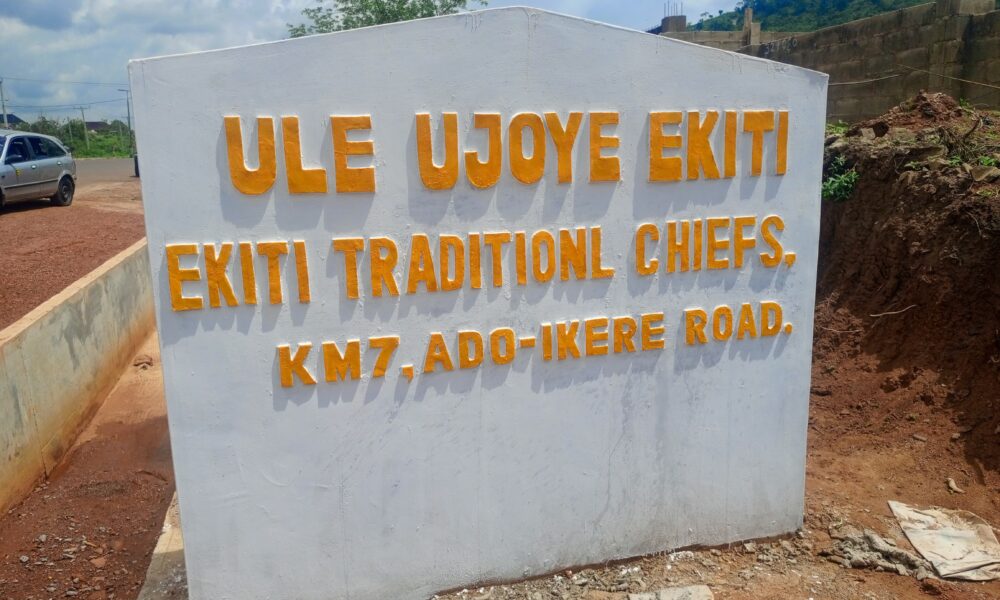 ULE UJOYE EKITI
EKITI TRADITIONL CHIEFS,
KM7, ADO-IKERE ROAD,